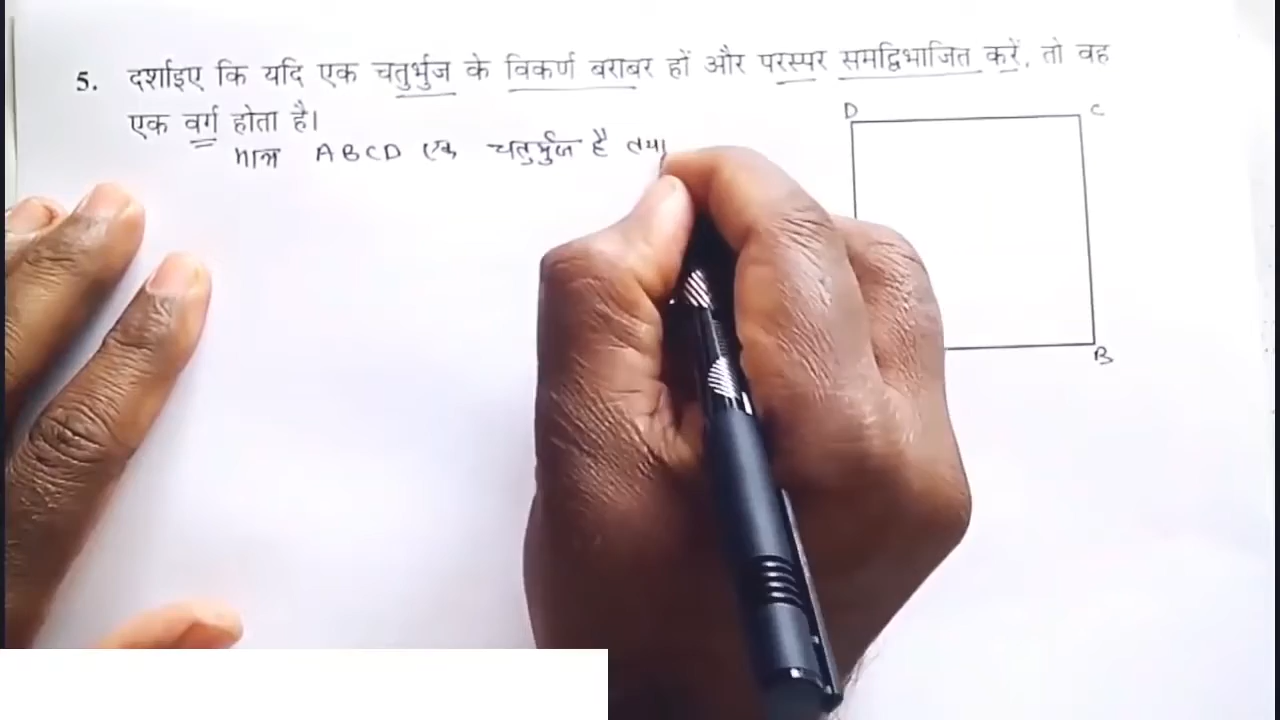 5. दर्शाइए कि यदि एक चतुर्भुज के विकर्ण बराबर हों और परस्पर समद्विभाजित करें, तो वह
एक वर्ग होता है।
माना ABCD एक चतुर्भुज है तथा
D C
B